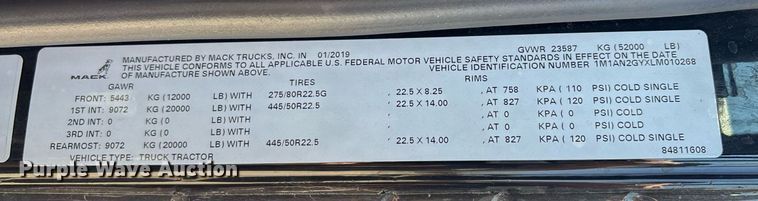 MANUFACTURED BY MACK TRUCKS, INC. IN 01/2019 GVWR 23587 KG (52000 LB)
THIS VEHICLE CONFORMS TO ALL APPLICABLE U.S. FEDERAL MOTOR VEHICLE SAFETY STANDARDS IN EFFECT ON THE DATE
OF MANUFACTURE SHOWN ABOVE. VEHICLE IDENTIFICATION NUMBER 1M1AN2GYXLM010268
MACK
GAWR TIRES RIMS
FRONT: 5443 KG (12000 LB) WITH 275/80R22.5G , 22.5 X 8.25 , AT 758 KPA ( 110 PSI) COLD SINGLE
1ST INT: 9072 KG (20000 LB) WITH 445/50R22.5 , 22.5 X 14.00 , AT 827 KPA ( 120 PSI) COLD SINGLE
2ND INT: 0 KG (0 LB) WITH , , AT 0 KPA ( 0 PSI) COLD
3RD INT: 0 KG (0 LB) WITH , , AT 0 KPA ( 0 PSI) COLD
REARMOST: 9072 KG (20000 LB) WITH 445/50R22.5 , 22.5 X 14.00 , AT 827 KPA ( 120 PSI) COLD SINGLE
VEHICLE TYPE: TRUCK TRACTOR 84811608
Purple Wave Auction